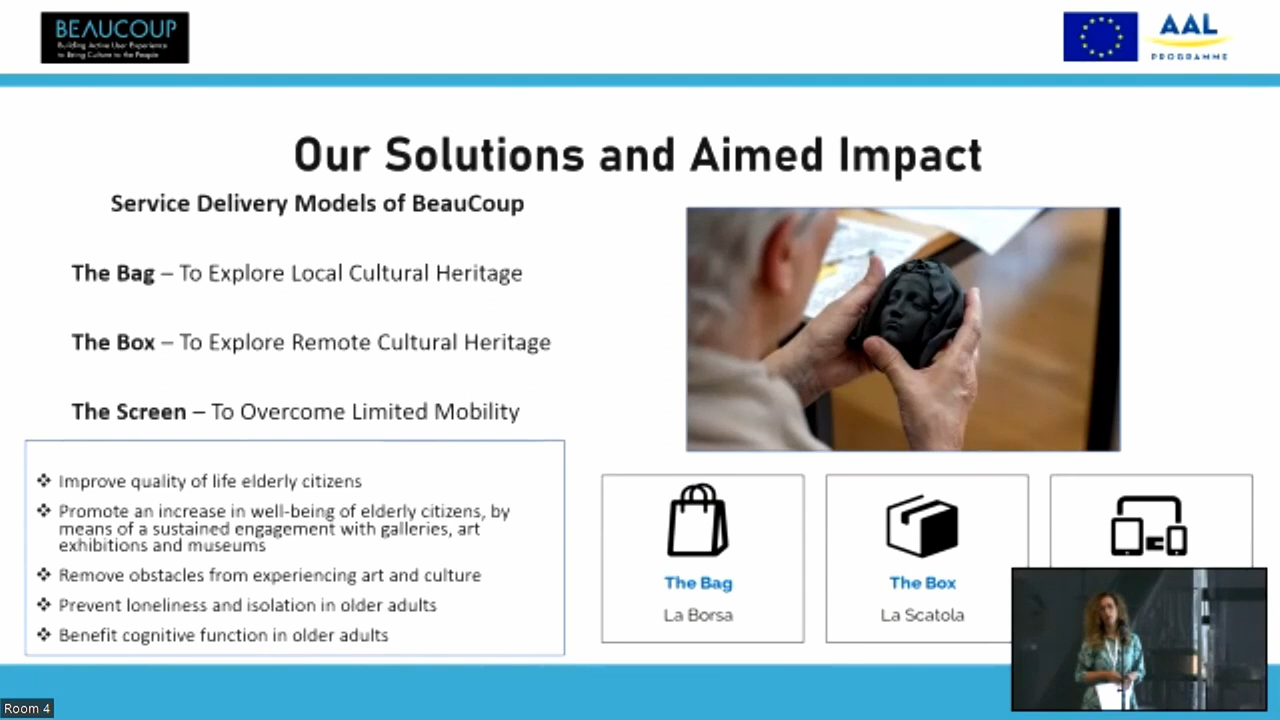 BEAUCOUP
Building Active User Experience
to Bring Culture to the People
AAL
PROGRAMME
Our Solutions and Aimed Impact
Service Delivery Models of BeauCoup
The Bag – To Explore Local Cultural Heritage
The Box – To Explore Remote Cultural Heritage
The Screen – To Overcome Limited Mobility
❖ Improve quality of life elderly citizens
❖ Promote an increase in well-being of elderly citizens, by
means of a sustained engagement with galleries, art
exhibitions and museums
❖ Remove obstacles from experiencing art and culture
❖ Prevent loneliness and isolation in older adults
❖ Benefit cognitive function in older adults
The Bag
La Borsa
The Box
La Scatola
Room 4